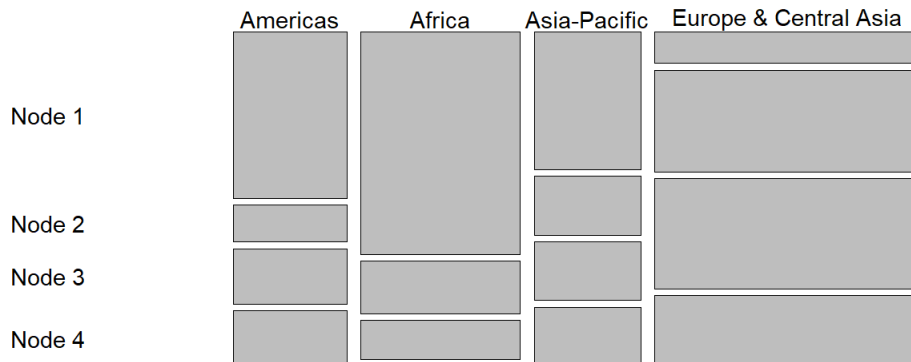 Americas Africa Asia-Pacific Europe & Central Asia
Node 1
Node 2
Node 3
Node 4